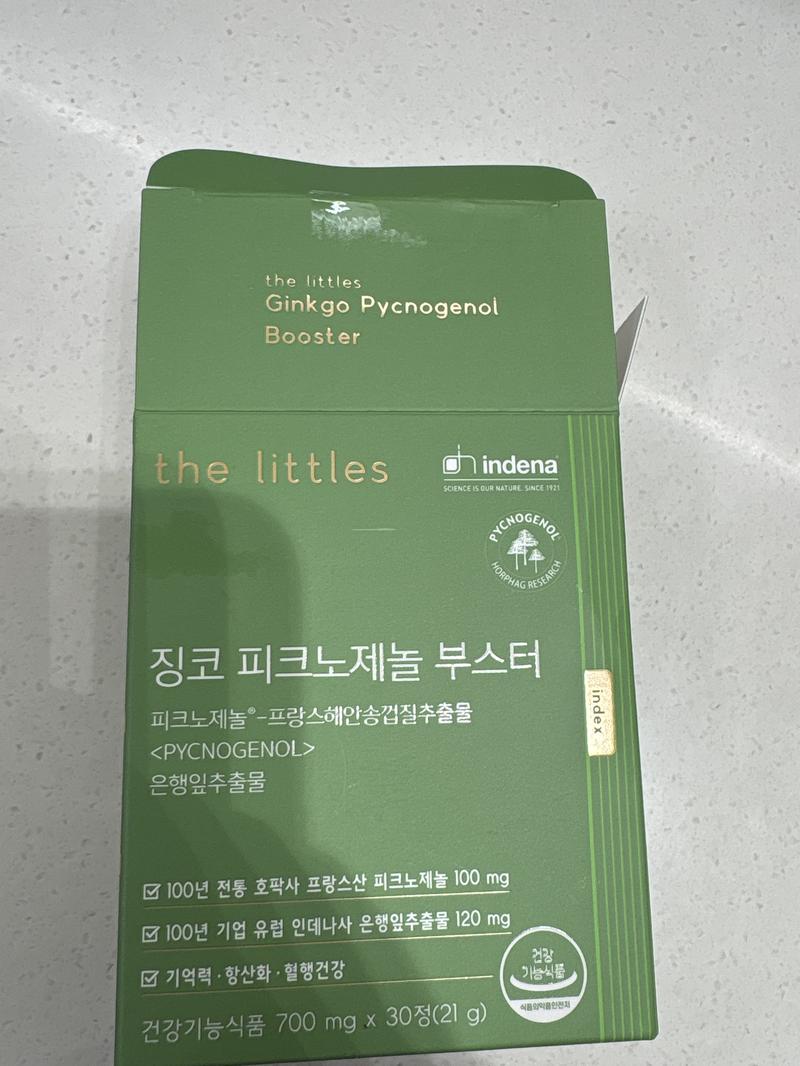 the littles
Ginkgo Pycnogenol
Booster
the littles
indena
SCIENCE IS OUR NATURE. SINCE 1921
PYCNOGENOL®
HORPHAG RESEARCH
징코 피크노제놀 부스터
피크노제놀®-프랑스해안송껍질추출물
<PYCNOGENOL>
은행잎추출물
index
100년 전통 호팍사 프랑스산 피크노제놀 100 mg
100년 기업 유럽 인데나사 은행잎추출물 120 mg
기억력·항산화·혈행건강
건강
기능식품
식품의약품안전처
건강기능식품 700 mg x 30정(21 g)